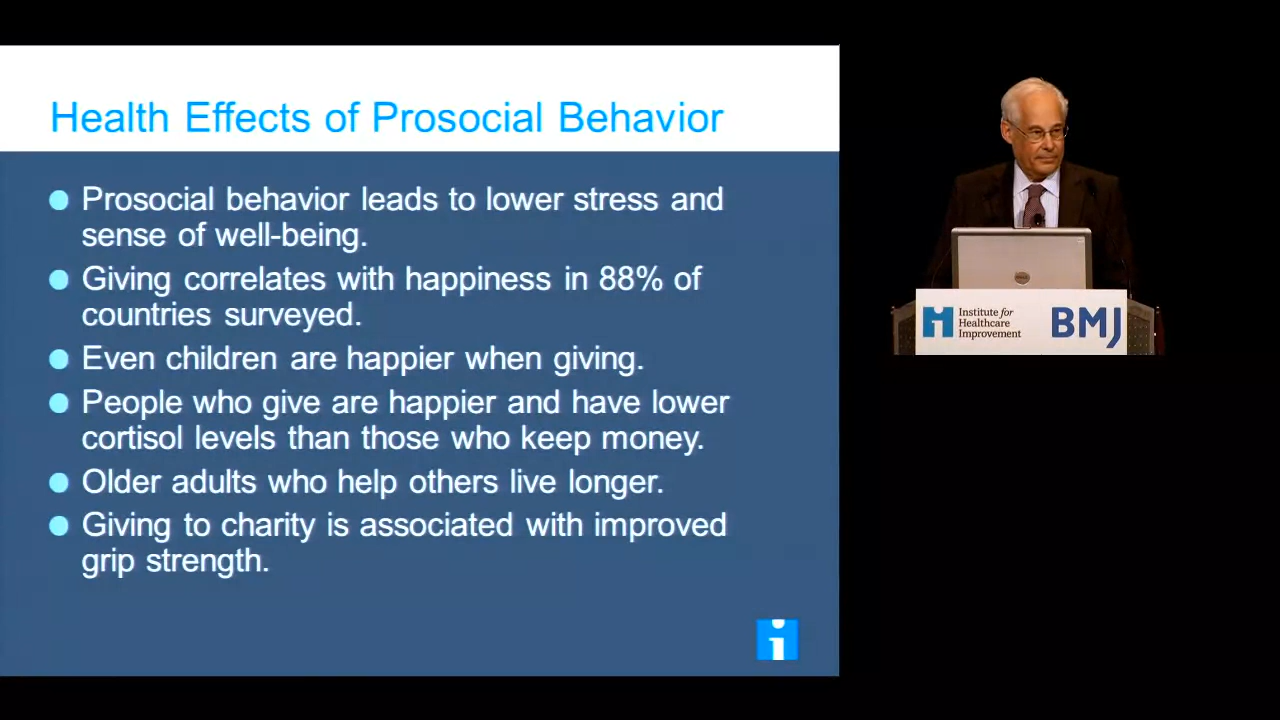 Health Effects of Prosocial Behavior
Prosocial behavior leads to lower stress and
sense of well-being.
Giving correlates with happiness in 88% of
countries surveyed.
Even children are happier when giving.
People who give are happier and have lower
cortisol levels than those who keep money.
Older adults who help others live longer.
Giving to charity is associated with improved
grip strength.
Institute for
Healthcare
Improvement
BMJ